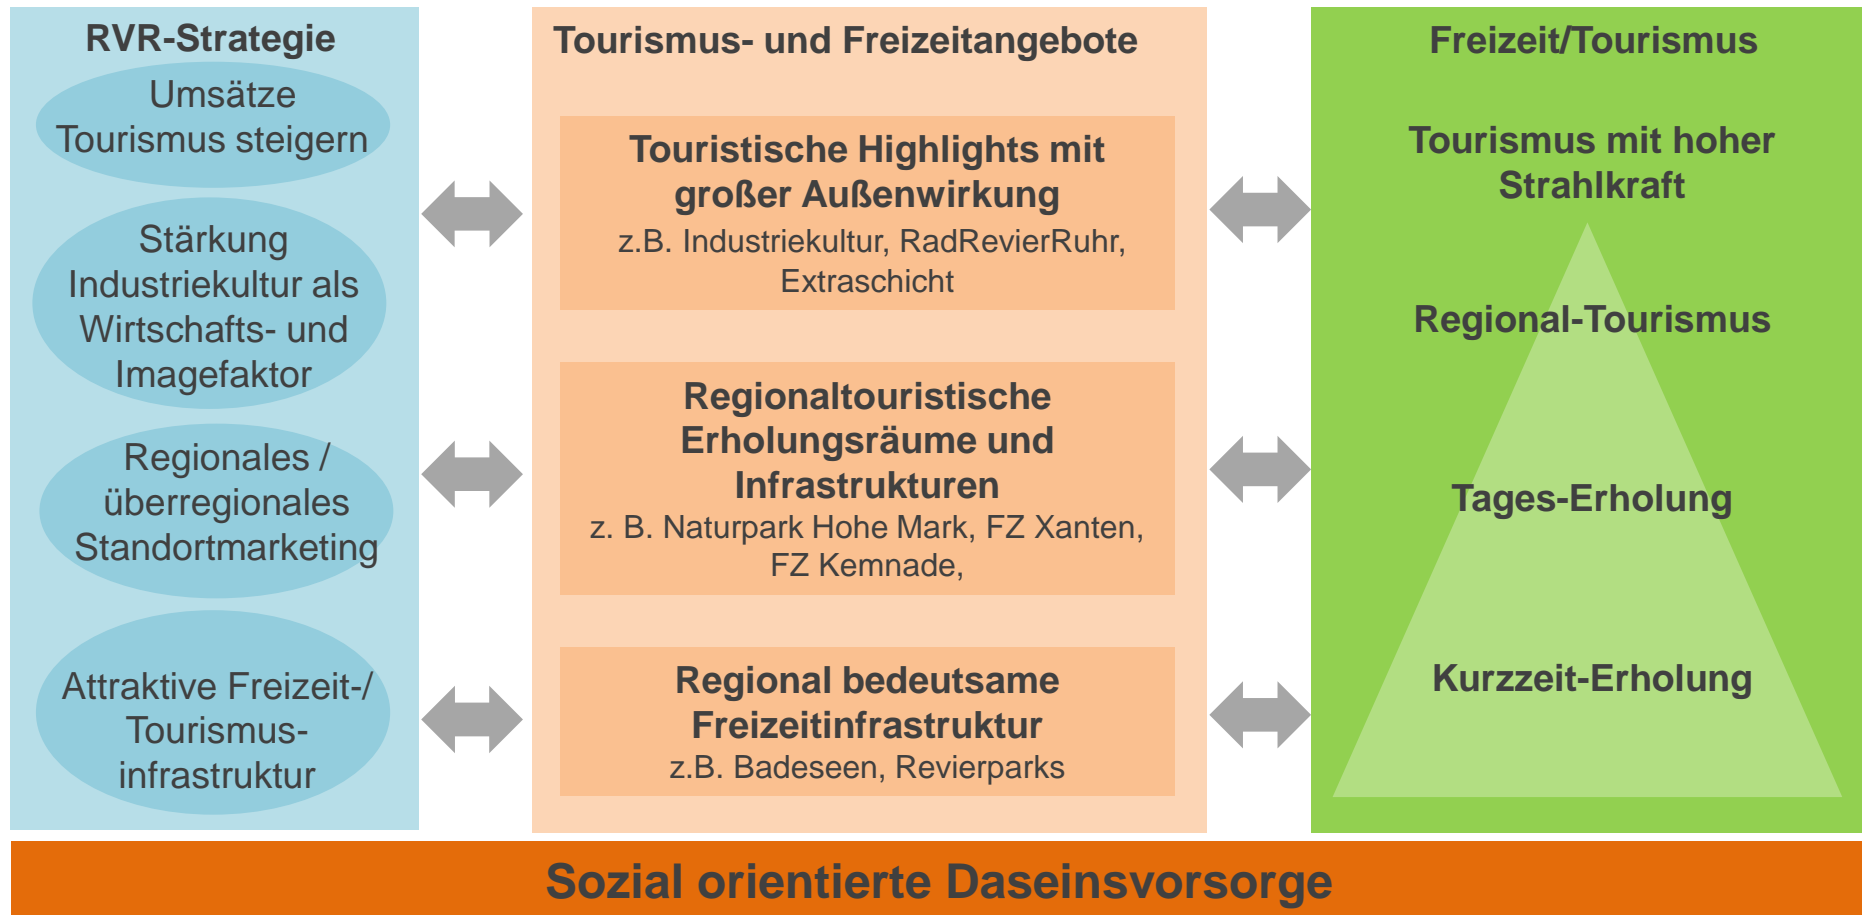 RVR-Strategie
Umsätze
Tourismus steigern
Stärkung
Industriekultur als
Wirtschafts- und
Imagefaktor
Regionales /
überregionales
Standortmarketing
Attraktive Freizeit-/
Tourismus-
infrastruktur
Tourismus- und Freizeitangebote
Touristische Highlights mit
großer Außenwirkung
z.B. Industriekultur, RadRevierRuhr,
Extraschicht
Regionaltouristische
Erholungsräume und
Infrastrukturen
z. B. Naturpark Hohe Mark, FZ Xanten,
FZ Kemnade,
Regional bedeutsame
Freizeitinfrastruktur
z.B. Badeseen, Revierparks
Freizeit/Tourismus
Tourismus mit hoher
Strahlkraft
Regional-Tourismus
Tages-Erholung
Kurzzeit-Erholung
Sozial orientierte Daseinsvorsorge